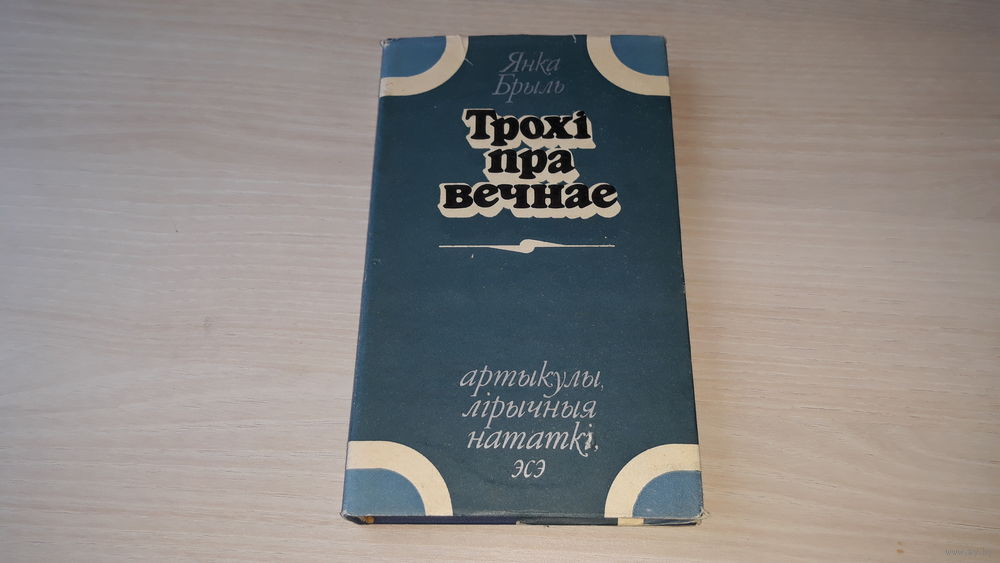 Янка
Брыль
Трохі
пра
вечнае
артыкулы,
лірычныя
нататкі,
эсэ